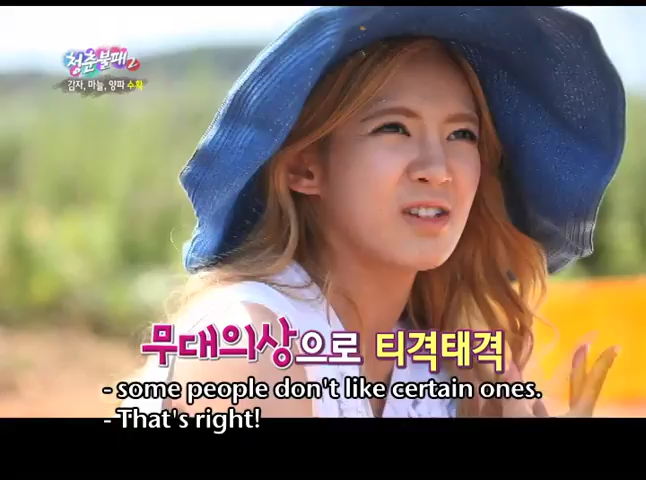 청춘불패2
감자, 마늘, 양파 수확
무대의상으로 티격태격
- some people don't like certain ones.
- That's right!